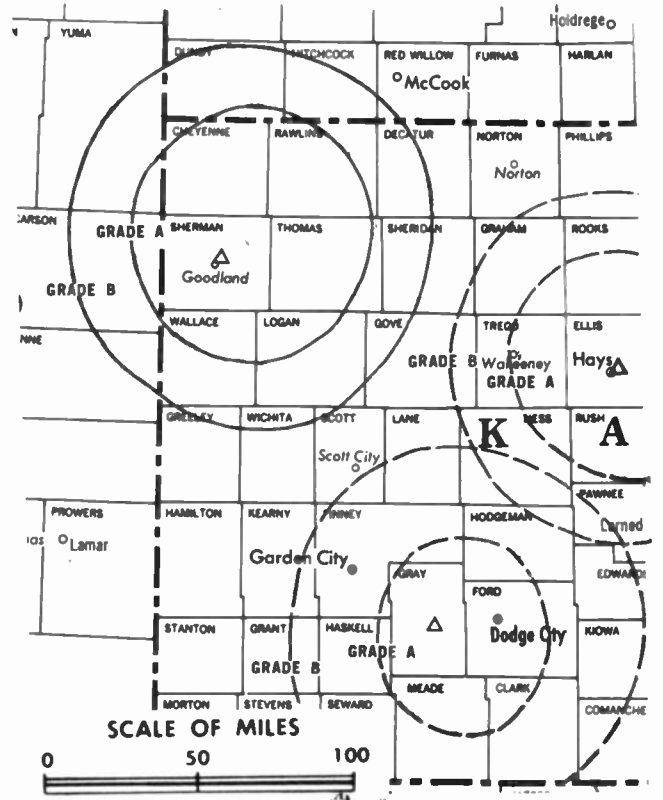 Holdrege
YUMA
DUNDY HITCHCOCK RED WILLOW FURNAS HARLAN
McCook
CHEYENNE RAWLINS DECATUR NORTON PHILLIPS
Norton
CARSON
GRADE A SHERMAN THOMAS SHERIDAN GRAHAM ROOKS
Goodland
GRADE B
WALLACE LOGAN GOVE TREGO ELLIS
NNE
GRADE B Wakeeney Hays
GRADE A
GREELEY WICHITA SCOTT LANE NESS RUSH
K A
Scott City
PAWNEE
PROWERS HAMILTON KEARNY FINNEY HODGEMAN
Larned
Lamar
Garden City
GRAY EDWARDS
FORD
STANTON GRANT HASKELL Dodge City KIOWA
GRADE B GRADE A
MEADE CLARK
MORTON STEVENS SEWARD COMANCHE
SCALE OF MILES
0 50 100